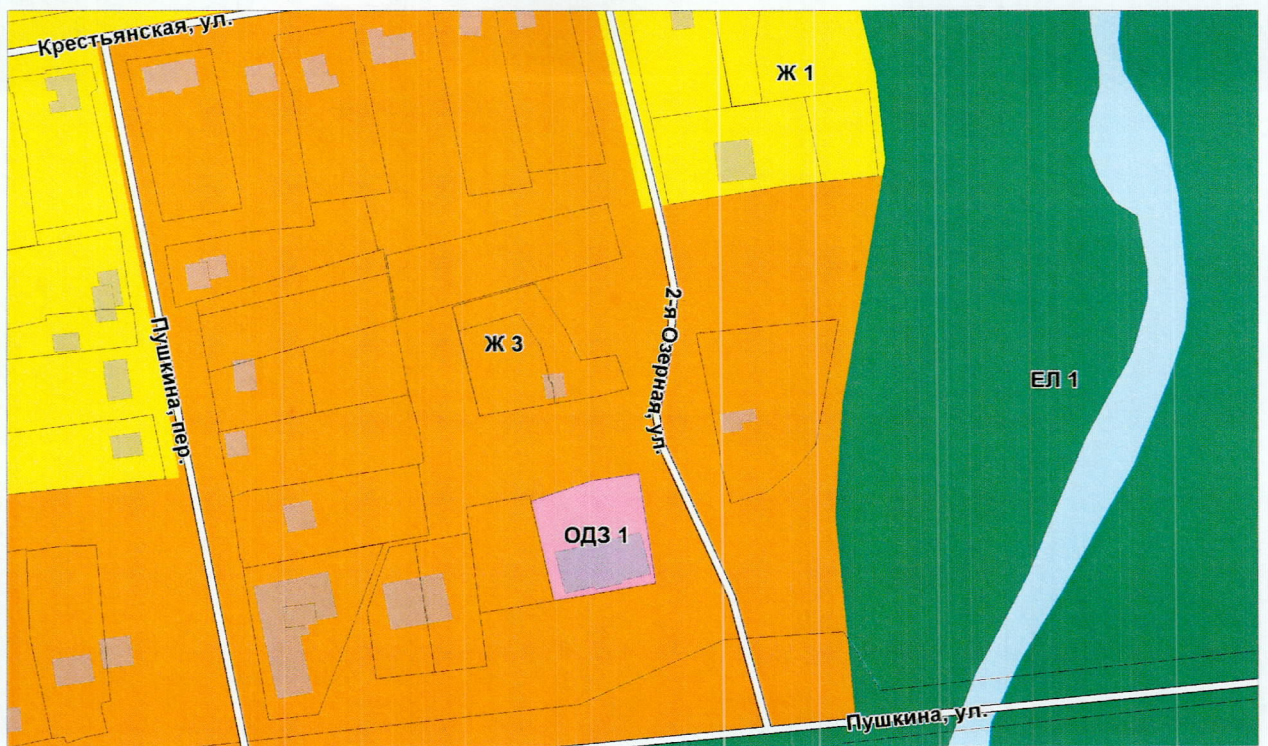 Крестьянская, ул.
Ж 1
2-я Озерная, ул.
Пушкина, пер.
Ж 3
ЕЛ 1
ОДЗ 1
Пушкина, ул.